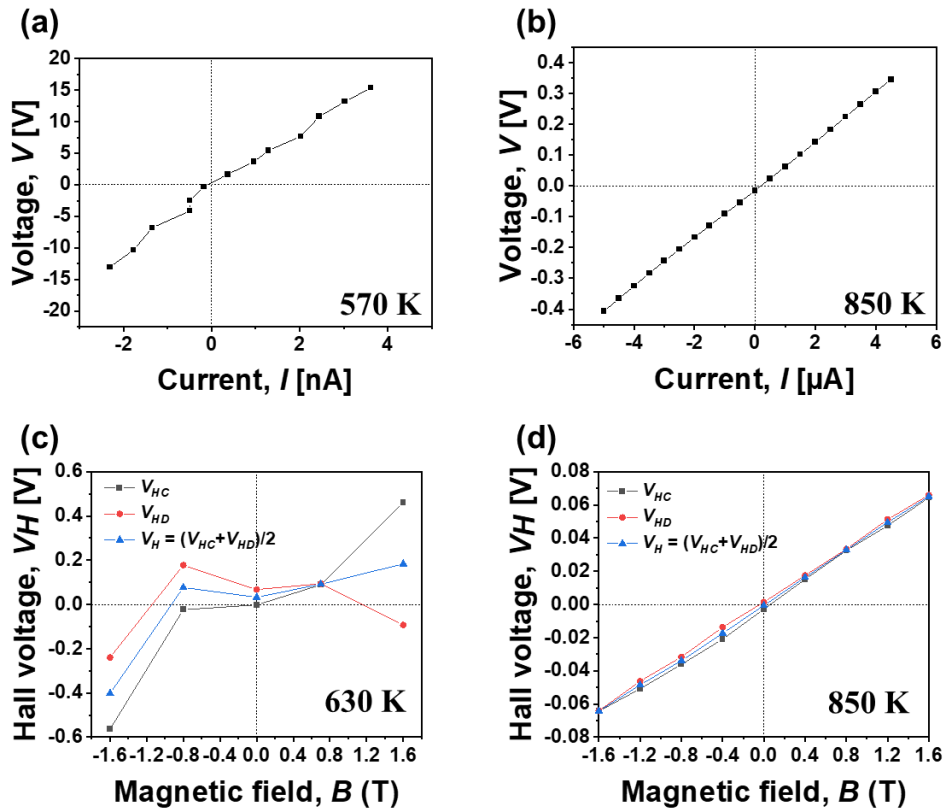 (a)
Voltage, V [V]
20
15
10
5
0
-5
-10
-15
-20
570 K
-2 0 2 4
Current, I [nA]
(b)
Voltage, V [V]
0.4
0.3
0.2
0.1
0.0
-0.1
-0.2
-0.3
-0.4
850 K
-6 -4 -2 0 2 4 6
Current, I [µA]
(c)
Hall voltage, VH [V]
0.6
0.4
0.2
0.0
-0.2
-0.4
-0.6
VHC
VHD
VH = (VHC+VHD)/2
630 K
-1.6 -1.2 -0.8 -0.4 0.0 0.4 0.8 1.2 1.6
Magnetic field, B (T)
(d)
Hall voltage, VH [V]
0.08
0.06
0.04
0.02
0.00
-0.02
-0.04
-0.06
0.08
VHC
VHD
VH = (VHC+VHD)/2
850 K
-1.6 -1.2 -0.8 -0.4 0.0 0.4 0.8 1.2 1.6
Magnetic field, B (T)